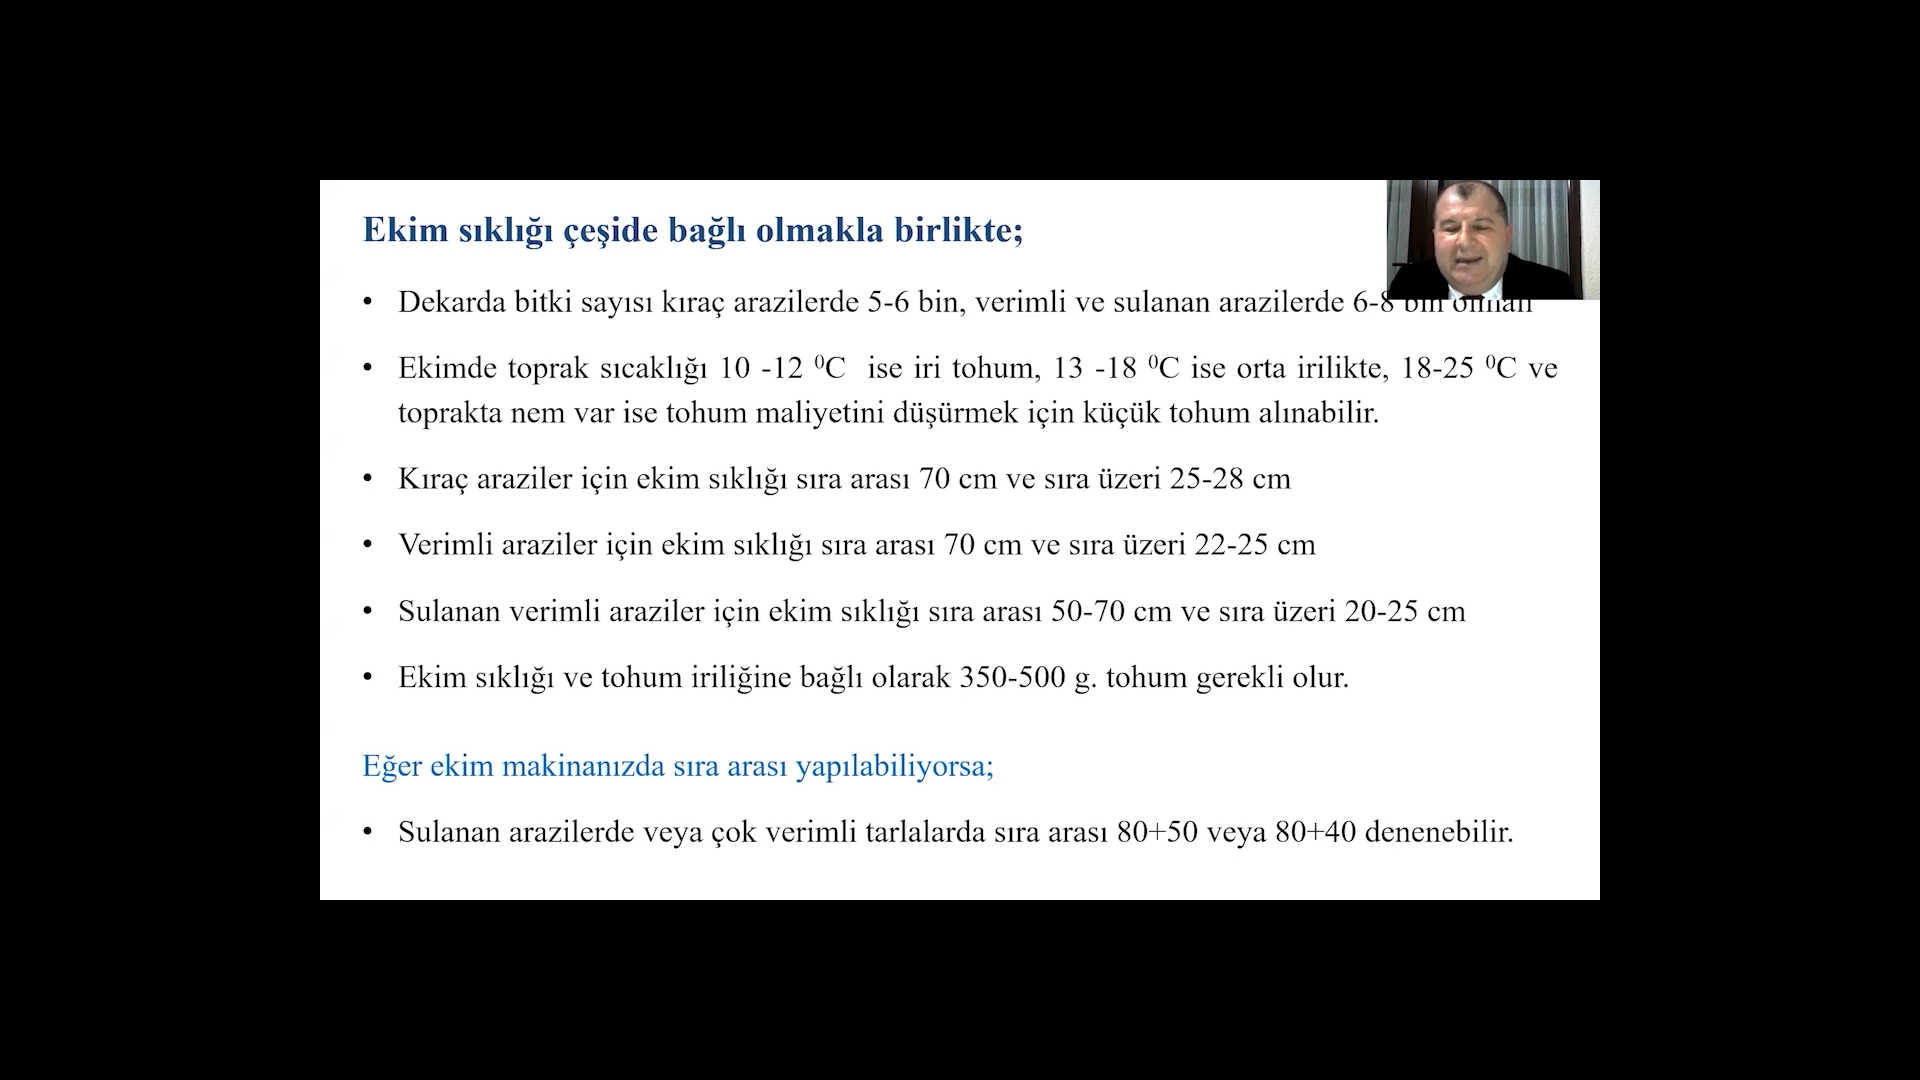 Ekim sıklığı çeşide bağlı olmakla birlikte;
• Dekarda bitki sayısı kıraç arazilerde 5-6 bin, verimli ve sulanan arazilerde 6-8 bin olmalı
• Ekimde toprak sıcaklığı 10 -12 ⁰C ise iri tohum, 13 -18 ⁰C ise orta irilikte, 18-25 ⁰C ve
toprakta nem var ise tohum maliyetini düşürmek için küçük tohum alınabilir.
• Kıraç araziler için ekim sıklığı sıra arası 70 cm ve sıra üzeri 25-28 cm
• Verimli araziler için ekim sıklığı sıra arası 70 cm ve sıra üzeri 22-25 cm
• Sulanan verimli araziler için ekim sıklığı sıra arası 50-70 cm ve sıra üzeri 20-25 cm
• Ekim sıklığı ve tohum iriliğine bağlı olarak 350-500 g. tohum gerekli olur.
Eğer ekim makinanızda sıra arası yapılabiliyorsa;
• Sulanan arazilerde veya çok verimli tarlalarda sıra arası 80+50 veya 80+40 denenebilir.